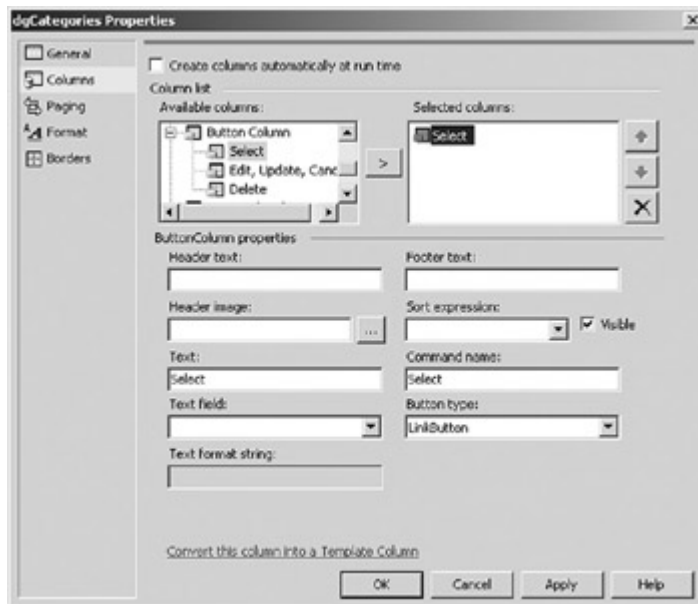 dgCategories Properties
General
Columns
Paging
Format
Borders
Create columns automatically at run time
Column list
Available columns:
Selected columns:
Button Column
Select
Edit, Update, Canc
Delete
>
Select
ButtonColumn properties
Header text:
Footer text:
Header image:
Sort expression:
...
Visible
Text:
Command name:
Select
Select
Text field:
Button type:
LinkButton
Text format string:
Convert this column into a Template Column
OK
Cancel
Apply
Help